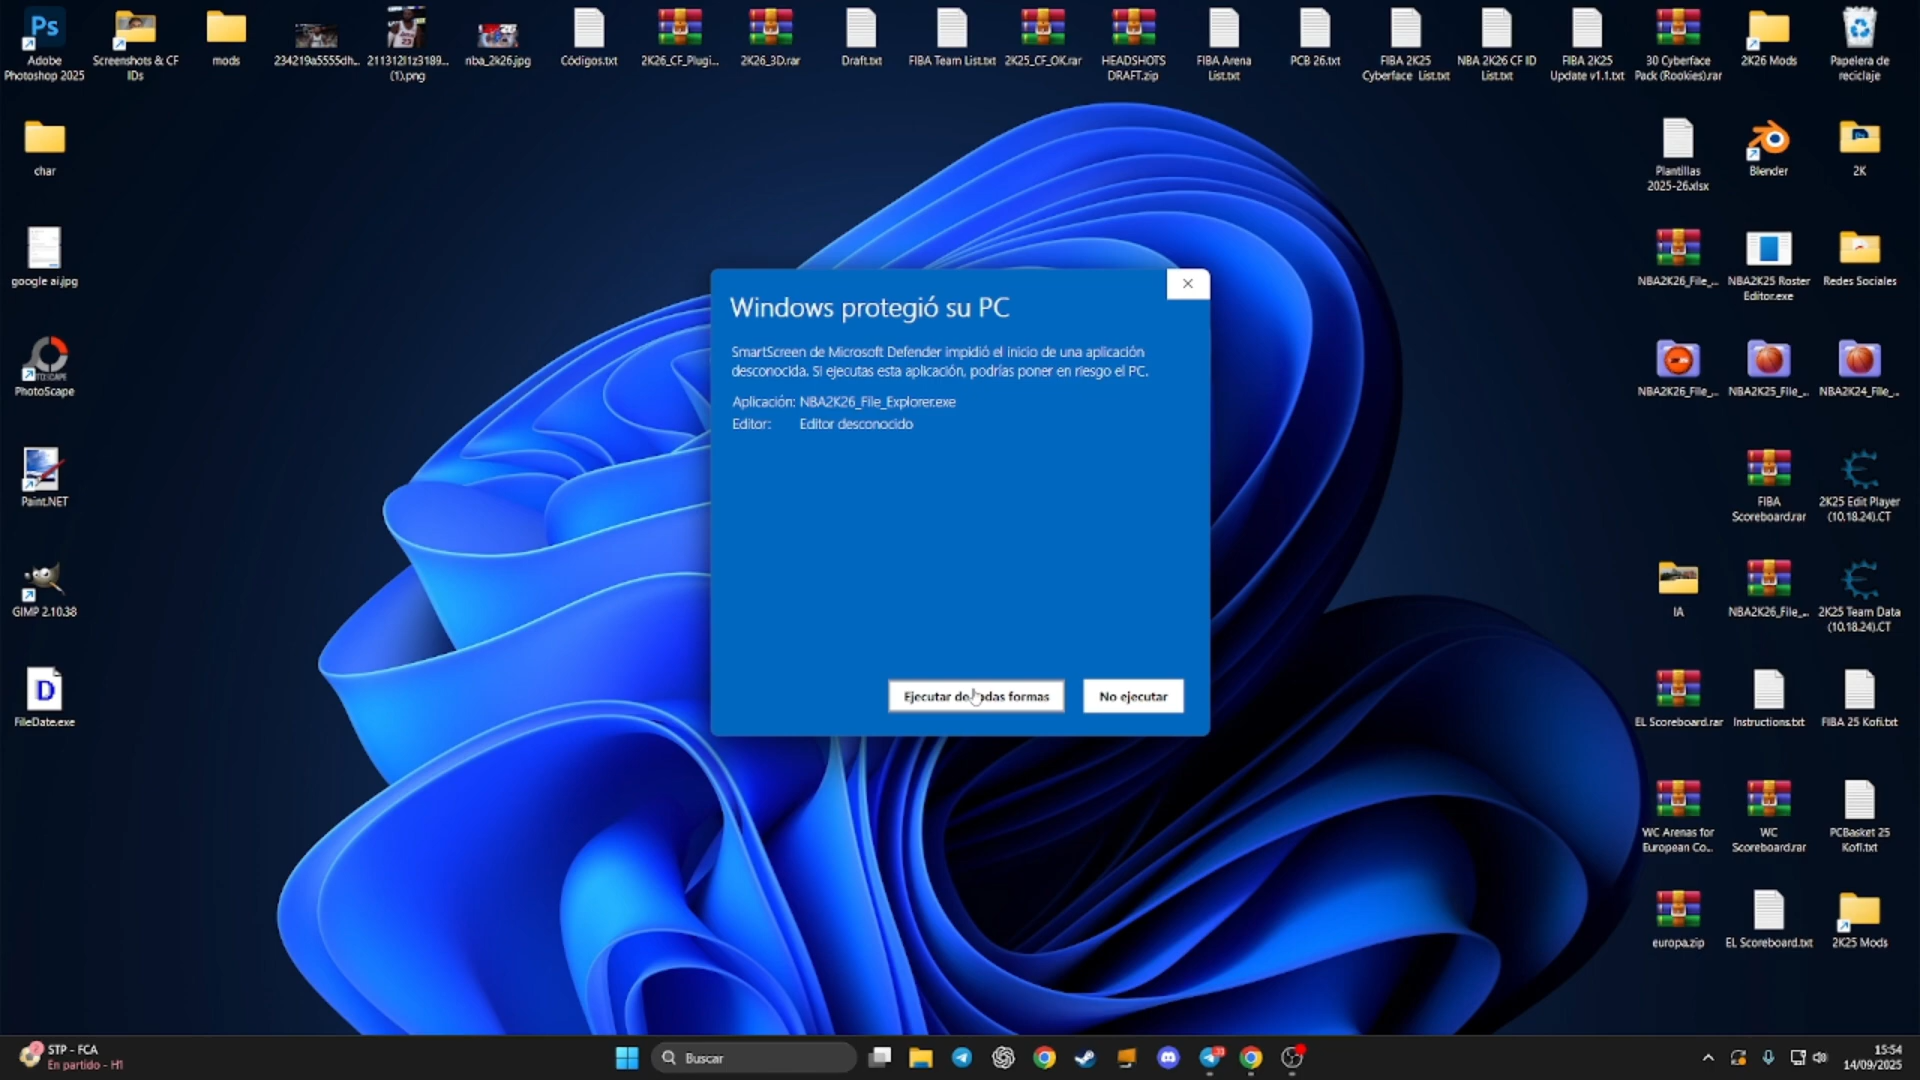 Adobe
Photoshop 2025
Screenshots & CF
IDs
mods
234219a5555dh...
211312l1z3189...
(1).png
nba_2k26.jpg
Códigos.txt
2K26_CF_Plugi...
2K26_3D.rar
Draft.txt
FIBA Team List.txt
2K25_CF_OK.rar
HEADSHOTS
DRAFT.zip
FIBA Arena
List.txt
PCB 26.txt
FIBA 2K25
Cyberface List.txt
NBA 2K26 CF ID
List.txt
FIBA 2K25
Update v1.1.txt
30 Cyberface
Pack (Rookies).rar
2K26 Mods
Papelera de
reciclaje
char
Plantillas
2025-26.xlsx
Blender
2K
google ai.jpg
NBA2K26_File_...
NBA2K25 Roster
Editor.exe
Redes Sociales
PhotoScape
NBA2K26_File_...
NBA2K25_File_...
NBA2K24_File_...
Paint.NET
FIBA
Scoreboard.rar
2K25 Edit Player
(10.18.24).CT
GIMP 2.10.38
IA
NBA2K26_File_...
2K25 Team Data
(10.18.24).CT
FileDate.exe
EL Scoreboard.rar
Instructions.txt
FIBA 25 Kofi.txt
WC Arenas for
European Co...
WC
Scoreboard.rar
PCBasket 25
Kofi.txt
europa.zip
EL Scoreboard.txt
2K25 Mods
Windows protegió su PC
SmartScreen de Microsoft Defender impidió el inicio de una aplicación
desconocida. Si ejecutas esta aplicación, podrías poner en riesgo el PC.
Aplicación: NBA2K26_File_Explorer.exe
Editor: Editor desconocido
Ejecutar de todas formas
No ejecutar
STP - FCA
En partido - H1
Buscar
15:54
14/09/2025